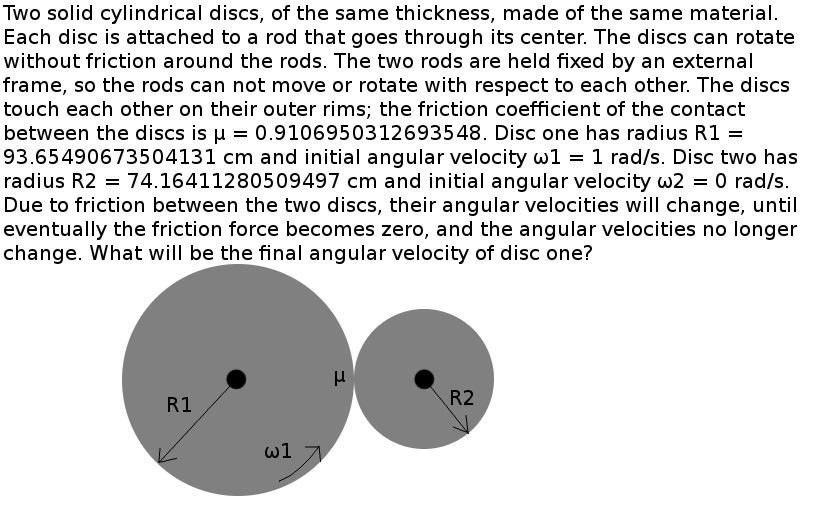 Two solid cylindrical discs, of the same thickness, made of the same material.
Each disc is attached to a rod that goes through its center. The discs can rotate
without friction around the rods. The two rods are held fixed by an external
frame, so the rods can not move or rotate with respect to each other. The discs
touch each other on their outer rims; the friction coefficient of the contact
between the discs is μ = 0.9106950312693548. Disc one has radius R1 =
93.65490673504131 cm and initial angular velocity ω1 = 1 rad/s. Disc two has
radius R2 = 74.16411280509497 cm and initial angular velocity ω2 = 0 rad/s.
Due to friction between the two discs, their angular velocities will change, until
eventually the friction force becomes zero, and the angular velocities no longer
change. What will be the final angular velocity of disc one?
μ
R1
R2
ω1